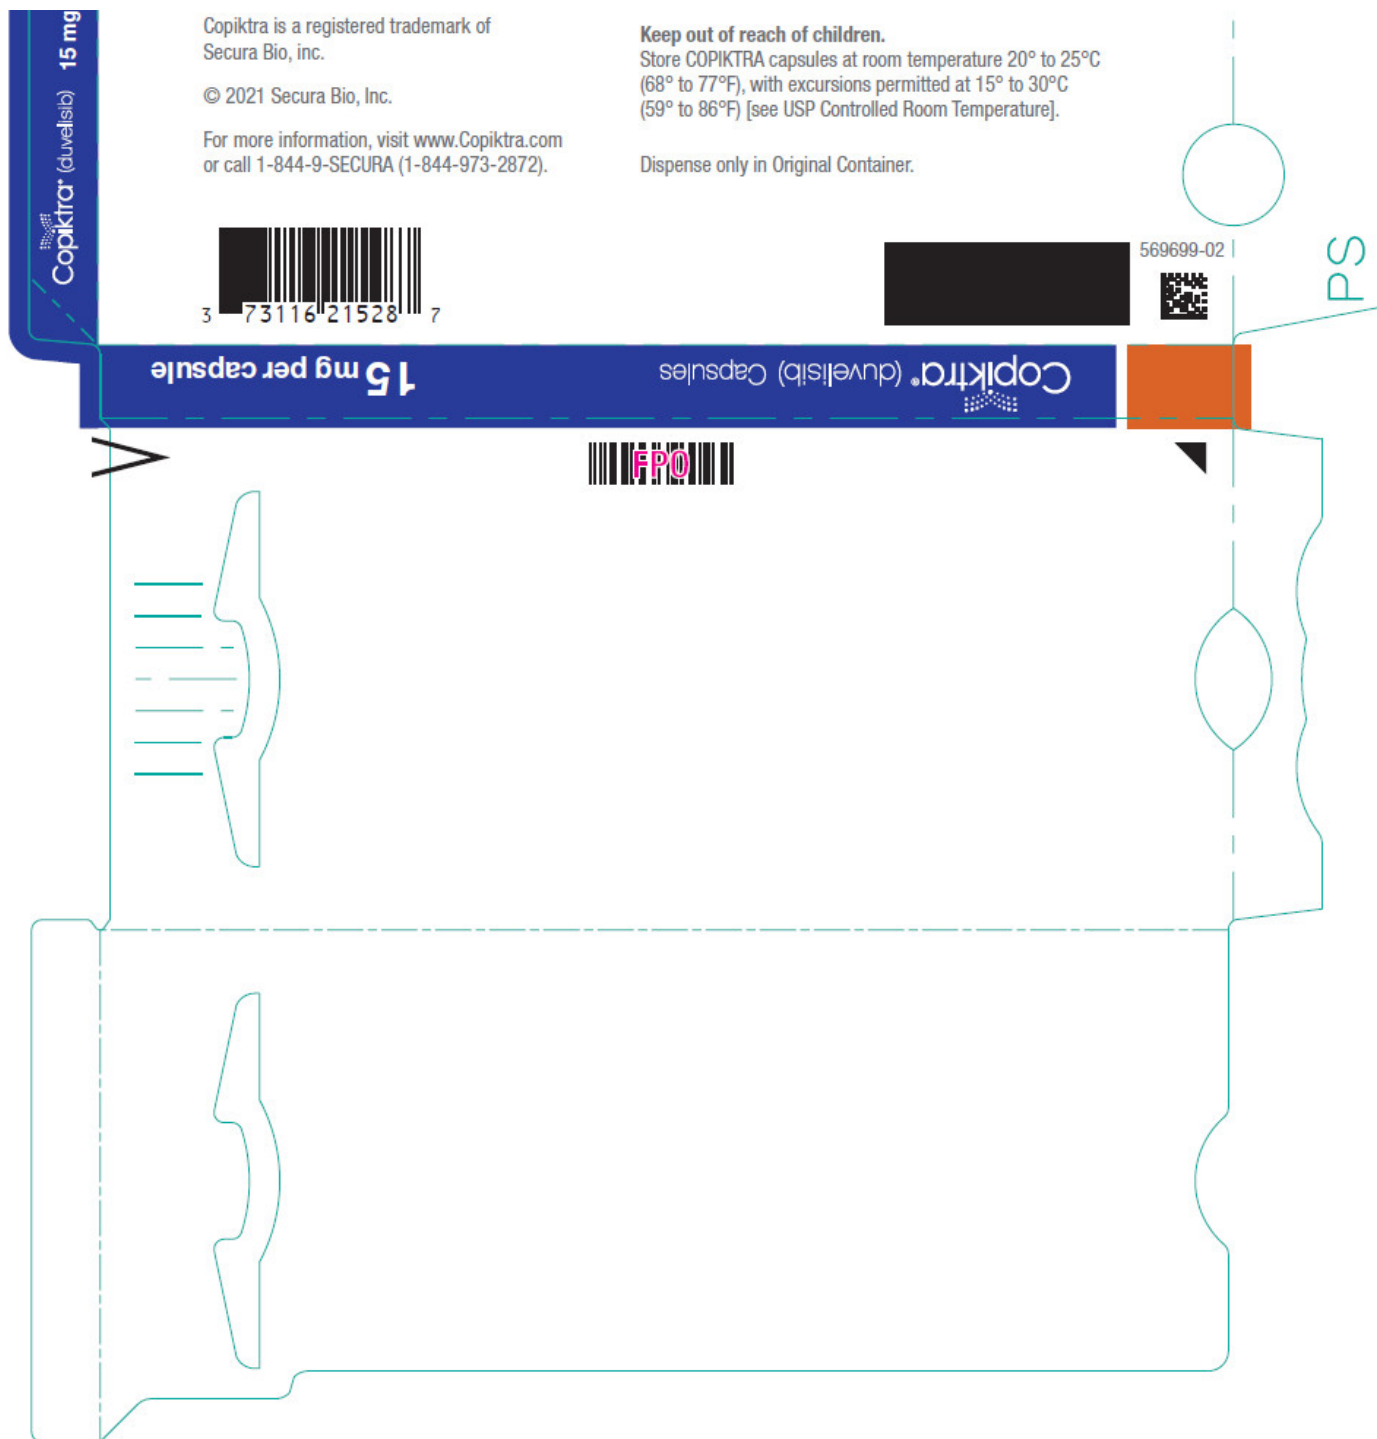 Copiktra® (duvelisib) 15 mg
Copiktra is a registered trademark of
Secura Bio, inc.
© 2021 Secura Bio, Inc.
For more information, visit www.Copiktra.com
or call 1-844-9-SECURA (1-844-973-2872).
Keep out of reach of children.
Store COPIKTRA capsules at room temperature 20° to 25°C
(68° to 77°F), with excursions permitted at 15° to 30°C
(59° to 86°F) [see USP Controlled Room Temperature].
Dispense only in Original Container.
3 73116 21528 7
569699-02
PS
Copiktra® (duvelisib) Capsules
15 mg per capsule
FPO